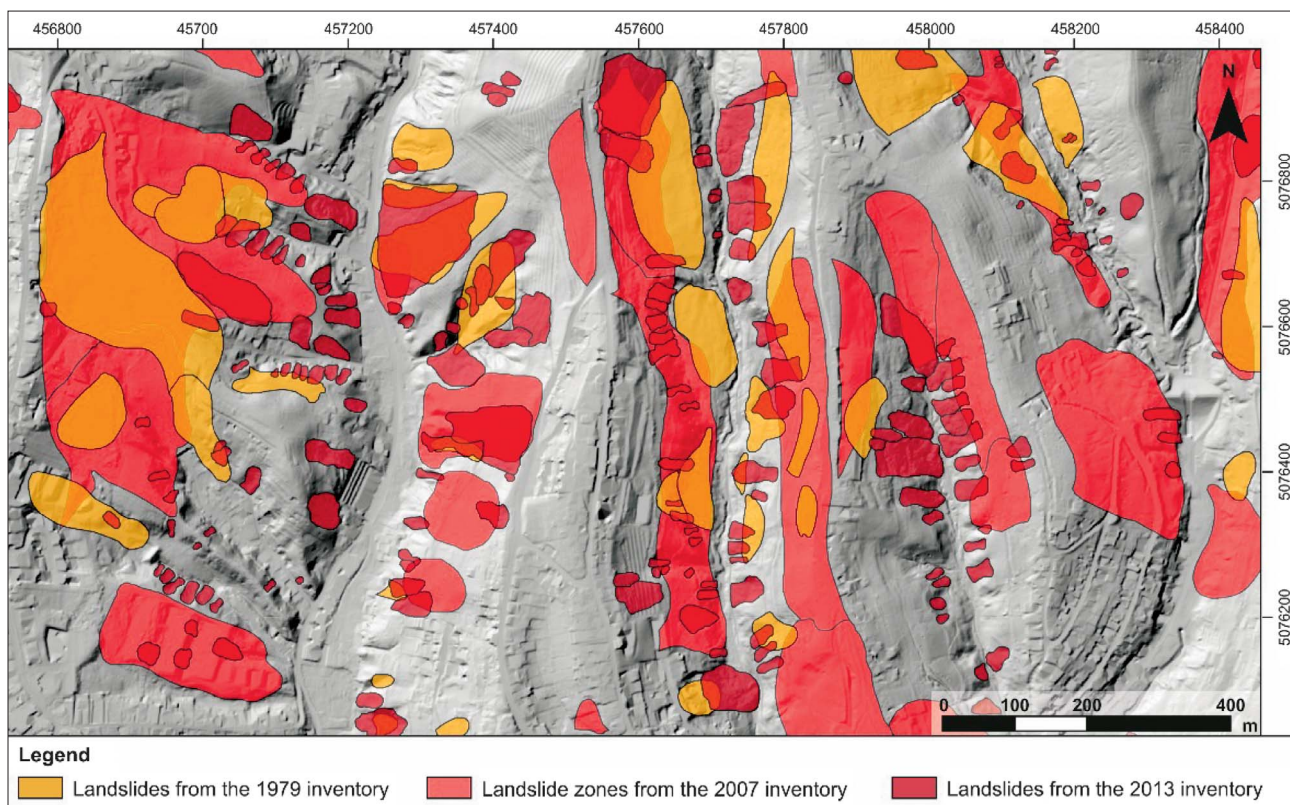 456800 45700 457200 457400 457600 457800 458000 458200 458400
N
5076800
5076600
5076400
5076200
0 100 200 400
m
Legend
Landslides from the 1979 inventory Landslide zones from the 2007 inventory Landslides from the 2013 inventory